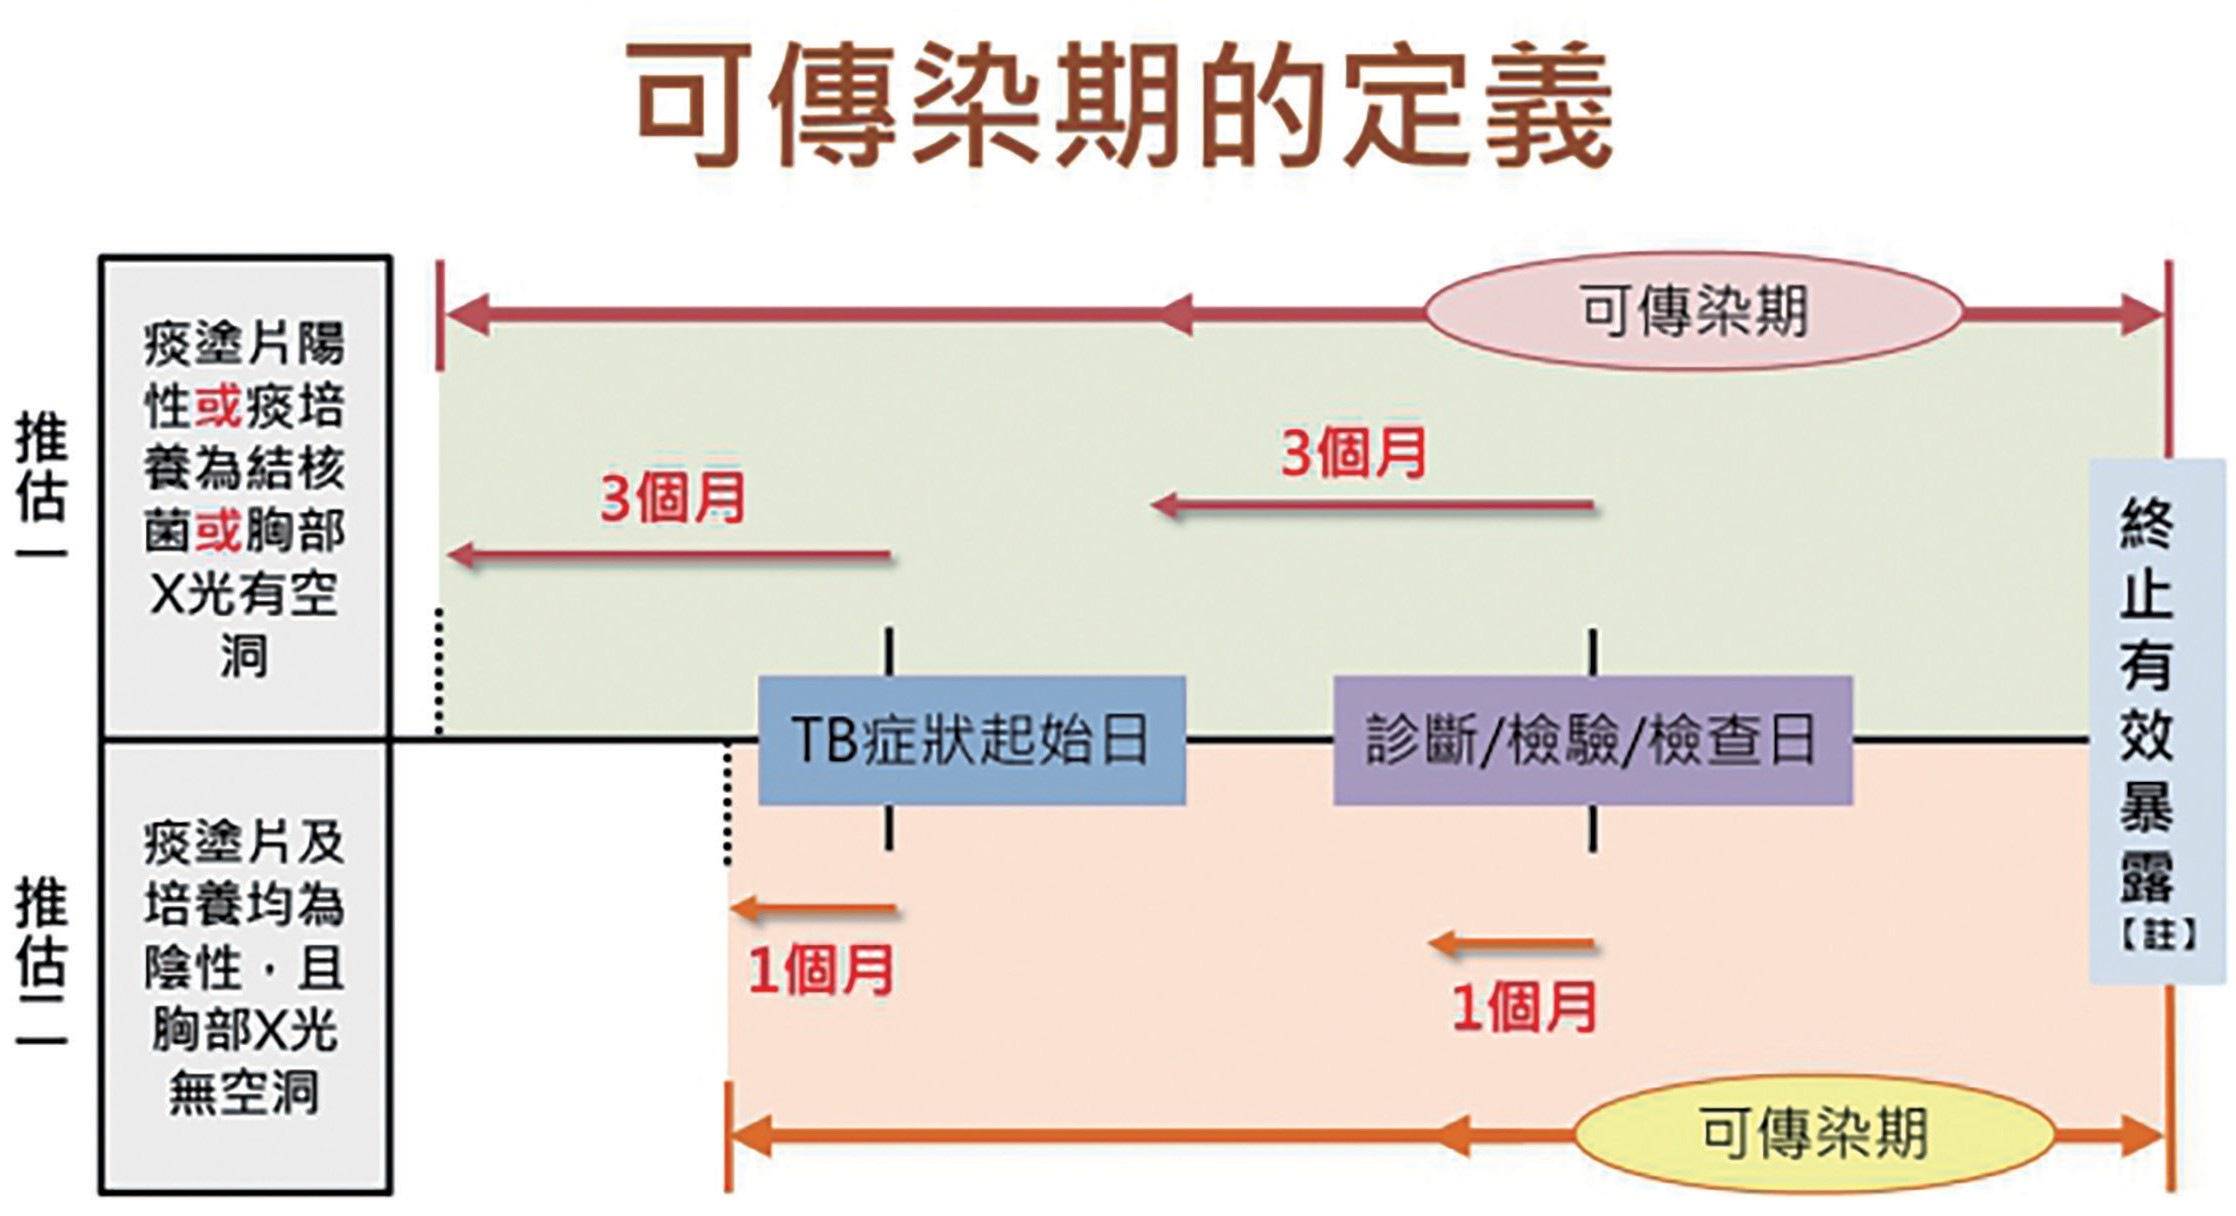 可傳染期的定義
推估一
痰塗片陽
性或痰培
養為結核
菌或胸部
X光有空
洞
可傳染期
3個月
3個月
TB症狀起始日
診斷/檢驗/檢查日
終止有效暴露
【註】
推估二
痰塗片及
培養均為
陰性，且
胸部X光
無空洞
1個月
1個月
可傳染期